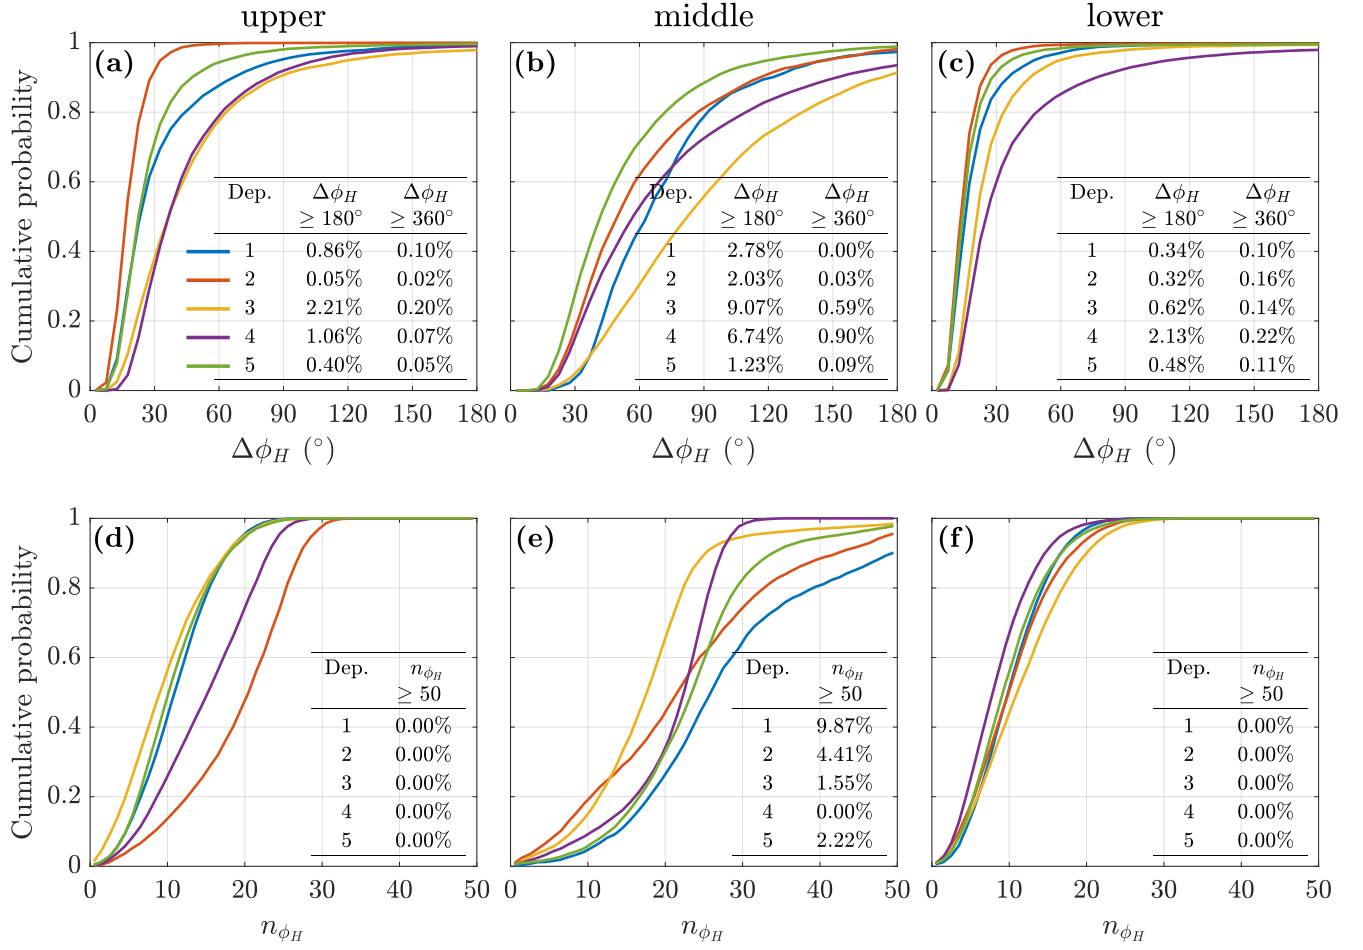 upper middle lower
(a) (b) (c)
Cumulative probability
1
0.8
0.6
0.4
0.2
0
Dep. Δϕ_H Δϕ_H
≥ 180° ≥ 360°
1 0.86% 0.10%
2 0.05% 0.02%
3 2.21% 0.20%
4 1.06% 0.07%
5 0.40% 0.05%
0 30 60 90 120 150 180
Δϕ_H (°)
Dep. Δϕ_H Δϕ_H
≥ 180° ≥ 360°
1 2.78% 0.00%
2 2.03% 0.03%
3 9.07% 0.59%
4 6.74% 0.90%
5 1.23% 0.09%
0 30 60 90 120 150 180
Δϕ_H (°)
Dep. Δϕ_H Δϕ_H
≥ 180° ≥ 360°
1 0.34% 0.10%
2 0.32% 0.16%
3 0.62% 0.14%
4 2.13% 0.22%
5 0.48% 0.11%
0 30 60 90 120 150 180
Δϕ_H (°)
(d) (e) (f)
Cumulative probability
1
0.8
0.6
0.4
0.2
0
Dep. n_ϕ_H
≥ 50
1 0.00%
2 0.00%
3 0.00%
4 0.00%
5 0.00%
0 10 20 30 40 50
n_ϕ_H
Dep. n_ϕ_H
≥ 50
1 9.87%
2 4.41%
3 1.55%
4 0.00%
5 2.22%
0 10 20 30 40 50
n_ϕ_H
Dep. n_ϕ_H
≥ 50
1 0.00%
2 0.00%
3 0.00%
4 0.00%
5 0.00%
0 10 20 30 40 50
n_ϕ_H